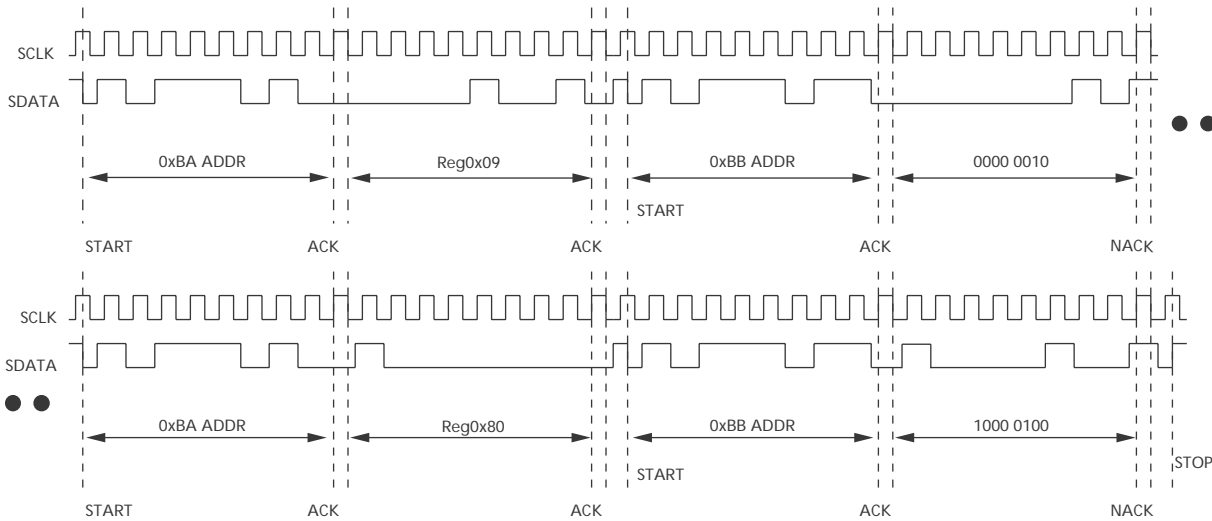 SCLK
SDATA
0xBA ADDR Reg0x09 0xBB ADDR 0000 0010
START
START ACK ACK ACK NACK
SCLK
SDATA
0xBA ADDR Reg0x80 0xBB ADDR 1000 0100
START STOP
START ACK ACK ACK NACK